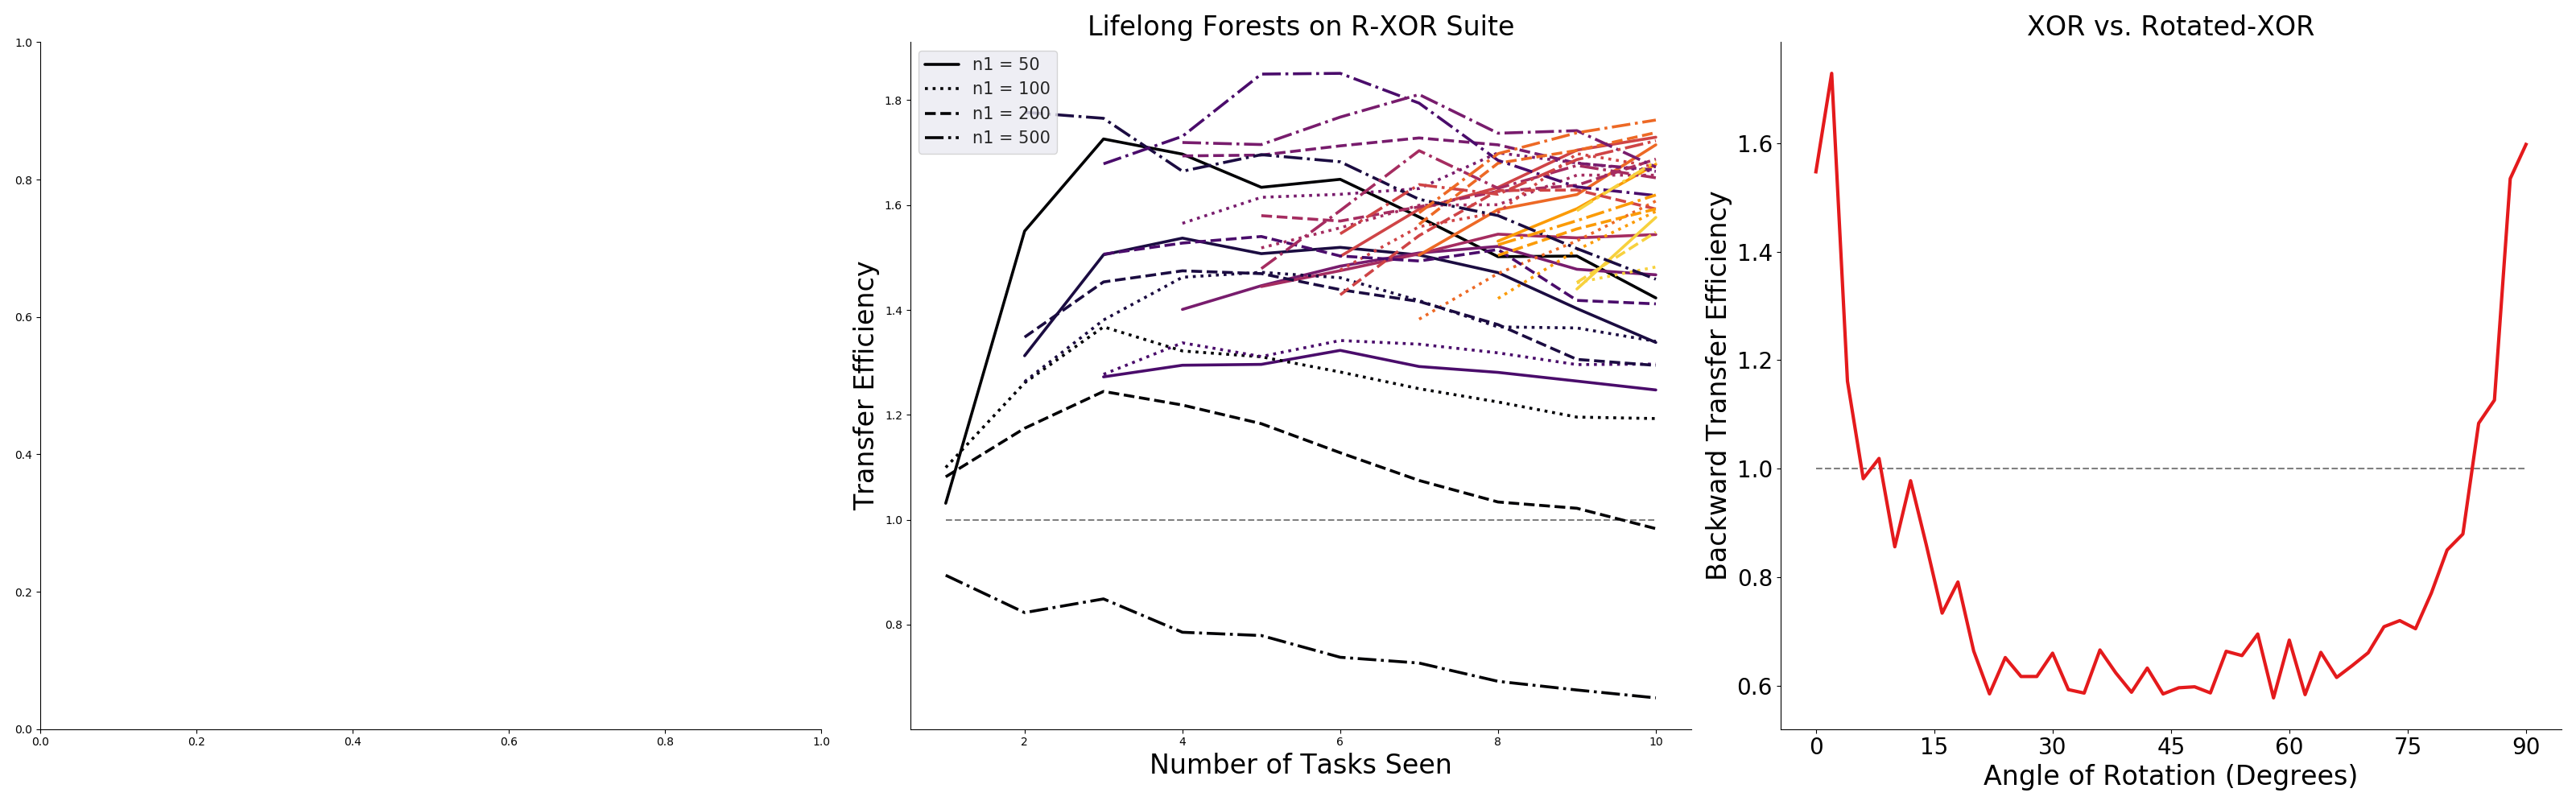 1.0
0.8
0.6
0.4
0.2
0.0
0.0 0.2 0.4 0.6 0.8 1.0
Lifelong Forests on R-XOR Suite
n1 = 50
n1 = 100
n1 = 200
n1 = 500
Transfer Efficiency
1.8
1.6
1.4
1.2
1.0
0.8
2 4 6 8 10
Number of Tasks Seen
XOR vs. Rotated-XOR
Backward Transfer Efficiency
1.6
1.4
1.2
1.0
0.8
0.6
0 15 30 45 60 75 90
Angle of Rotation (Degrees)